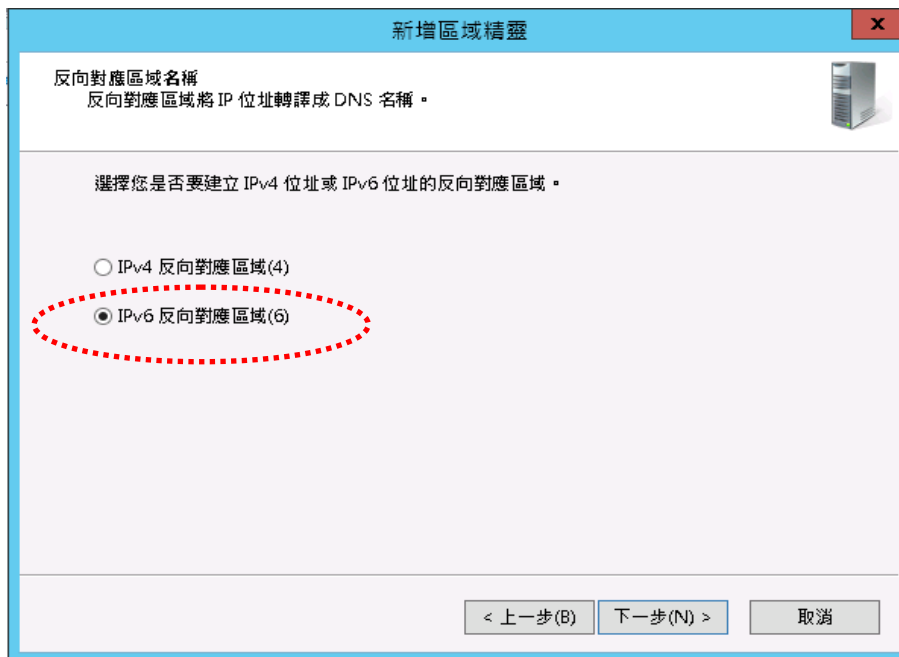 新增區域精靈
x
反向對應區域名稱
反向對應區域將 IP 位址轉譯成 DNS 名稱。
選擇您是否要建立 IPv4 位址或 IPv6 位址的反向對應區域。
IPv4 反向對應區域(4)
IPv6 反向對應區域(6)
< 上一步(B) 下一步(N) > 取消